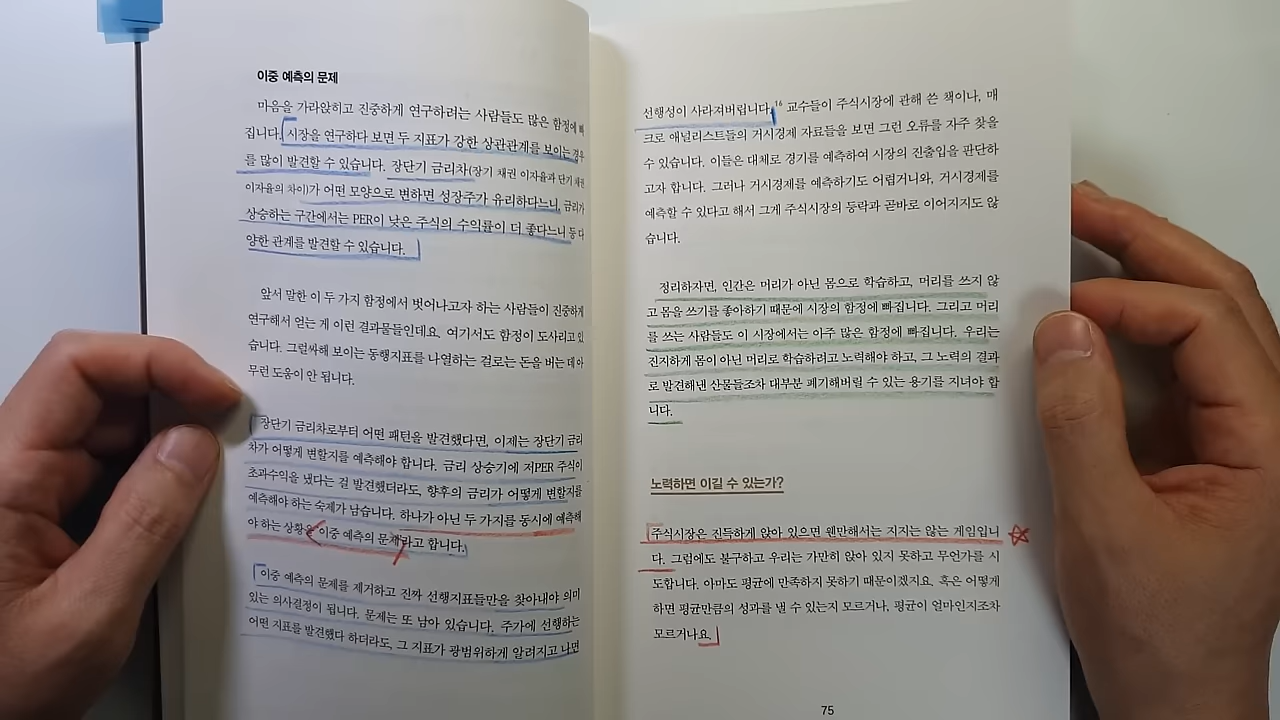 이중 예측의 문제
마음을 가라앉히고 진중하게 연구하려는 사람들도 많은 함정에 빠
집니다. 시장을 연구하다 보면 두 지표가 강한 상관관계를 보이는 경우
를 많이 발견할 수 있습니다. 장단기 금리차(장기 채권 이자율과 단기 채권
이자율의 차이)가 어떤 모양으로 변하면 성장주가 유리하다느니, 금리가
상승하는 구간에서는 PER이 낮은 주식의 수익률이 더 좋다느니 등 다
양한 관계를 발견할 수 있습니다.
앞서 말한 이 두 가지 함정에서 벗어나고자 하는 사람들이 진중하게
연구해서 얻는 게 이런 결과물들인데요. 여기서도 함정이 도사리고 있
습니다. 그럴싸해 보이는 동행지표를 나열하는 걸로는 돈을 버는 데 아
무런 도움이 안 됩니다.
장단기 금리차로부터 어떤 패턴을 발견했다면, 이제는 장단기 금리
차가 어떻게 변할지를 예측해야 합니다. 금리 상승기에 저PER 주식이
초과수익을 냈다는 걸 발견했더라도, 향후의 금리가 어떻게 변할지를
예측해야 하는 숙제가 남습니다. 하나가 아닌 두 가지를 동시에 예측해
야 하는 상황을 '이중 예측의 문제'라고 합니다.
이중 예측의 문제를 제거하고 진짜 선행지표들만을 찾아내야 의미
있는 의사결정이 됩니다. 문제는 또 남아 있습니다. 주가에 선행하는
어떤 지표를 발견했다 하더라도, 그 지표가 광범위하게 알려지고 나면
선행성이 사라져버립니다.16 교수들이 주식시장에 관해 쓴 책이나, 매
크로 애널리스트들의 거시경제 자료들을 보면 그런 오류를 자주 찾을
수 있습니다. 이들은 대체로 경기를 예측하여 시장의 진출입을 판단하
고자 합니다. 그러나 거시경제를 예측하기도 어렵거니와, 거시경제를
예측할 수 있다고 해서 그게 주식시장의 등락과 곧바로 이어지지도 않
습니다.
정리하자면, 인간은 머리가 아닌 몸으로 학습하고, 머리를 쓰지 않
고 몸을 쓰기를 좋아하기 때문에 시장의 함정에 빠집니다. 그리고 머리
를 쓰는 사람들도 이 시장에서는 아주 많은 함정에 빠집니다. 우리는
진지하게 몸이 아닌 머리로 학습하려고 노력해야 하고, 그 노력의 결과
로 발견해낸 산물들조차 대부분 폐기해버릴 수 있는 용기를 지녀야 합
니다.
노력하면 이길 수 있는가?
주식시장은 진득하게 앉아 있으면 웬만해서는 지지는 않는 게임입니
다. 그럼에도 불구하고 우리는 가만히 앉아 있지 못하고 무언가를 시
도합니다. 아마도 평균에 만족하지 못하기 때문이겠지요. 혹은 어떻게
하면 평균만큼의 성과를 낼 수 있는지 모르거나, 평균이 얼마인지조차
모르거나요.
75